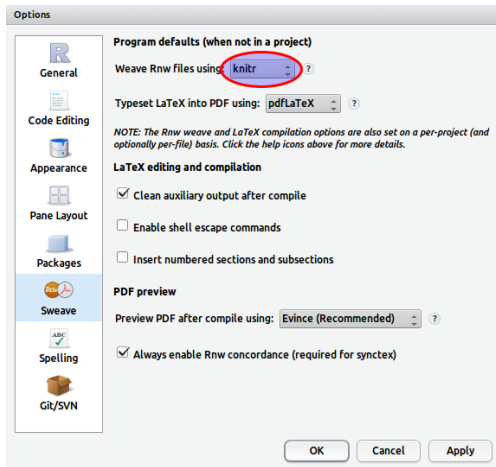 Options
R
General
Code Editing
Appearance
Pane Layout
Packages
Rnw
Sweave
ABC
Spelling
Git/SVN
Program defaults (when not in a project)
Weave Rnw files using: knitr ?
Typeset LaTeX into PDF using: pdfLaTeX ?
NOTE: The Rnw weave and LaTeX compilation options are also set on a per-project (and
optionally per-file) basis. Click the help icons above for more details.
LaTeX editing and compilation
Clean auxiliary output after compile
Enable shell escape commands
Insert numbered sections and subsections
PDF preview
Preview PDF after compile using: Evince (Recommended) ?
Always enable Rnw concordance (required for synctex)
OK Cancel Apply